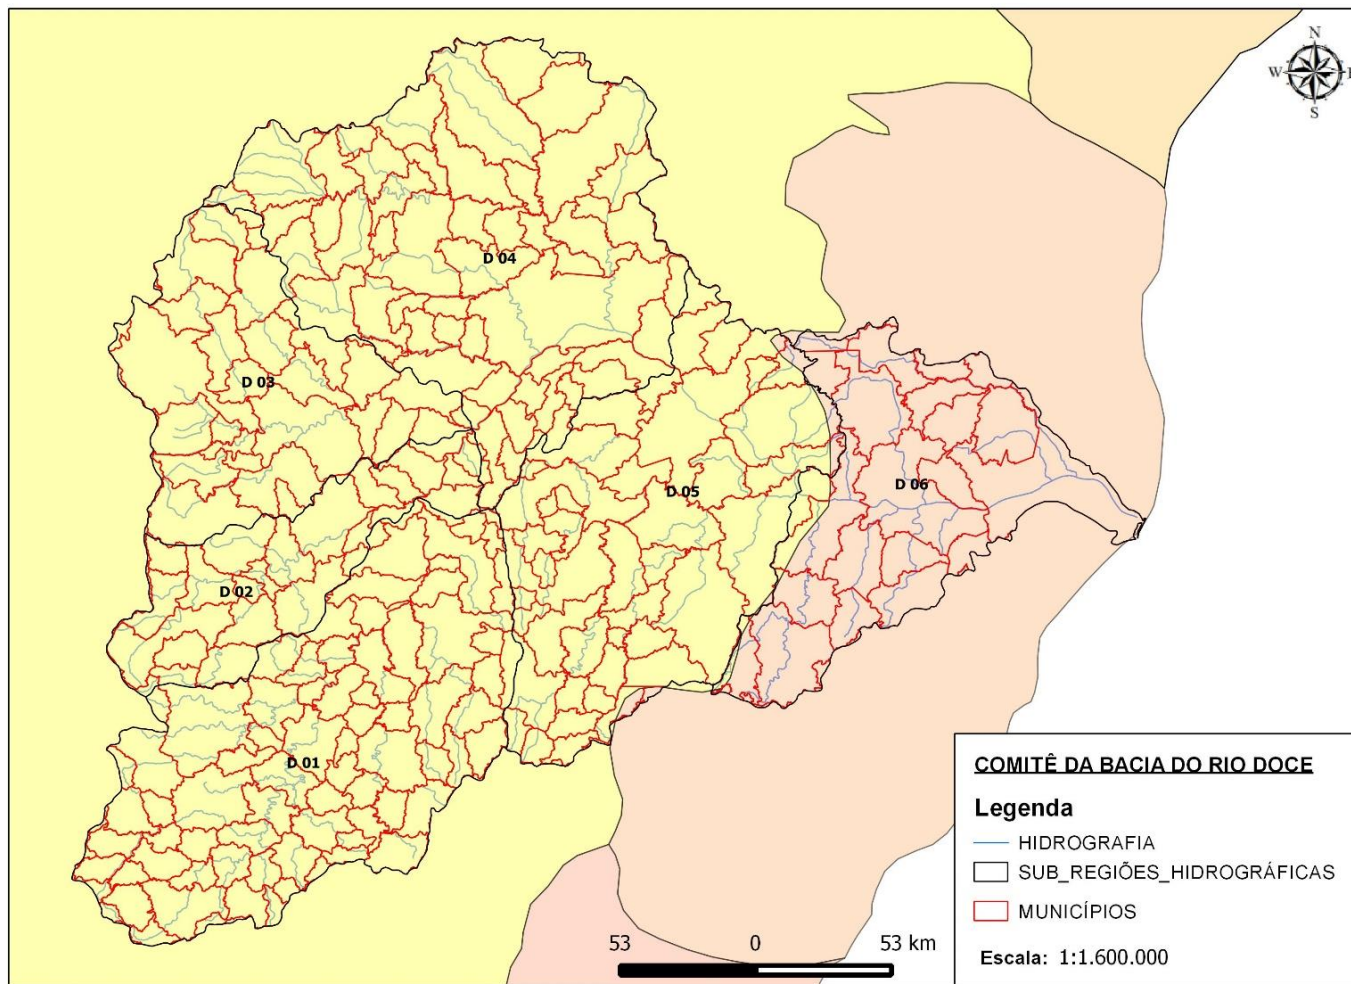 N
W E
S
D 04
D 03
D 05
D 06
D 02
D 01
COMITÊ DA BACIA DO RIO DOCE
Legenda
HIDROGRAFIA
SUB_REGIÕES_HIDROGRÁFICAS
MUNICÍPIOS
Escala: 1:1.600.000
53 0 53 km